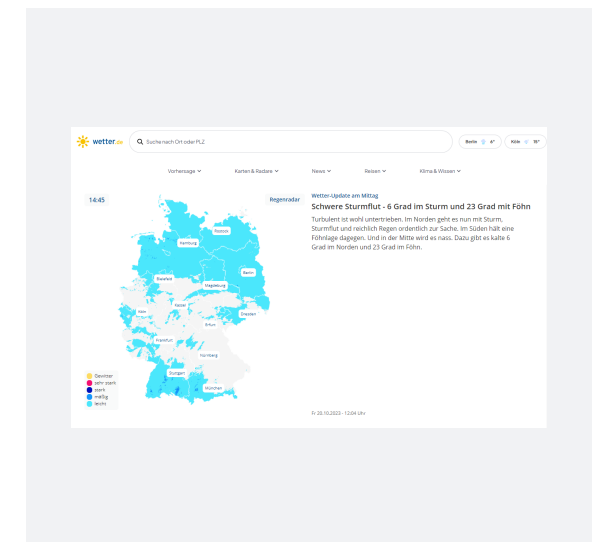 wetter.de
Suche nach Ort oder PLZ
Berlin 6°
Köln 15°
Vorhersage
Karten & Radare
News
Reisen
Klima & Wissen
14:45
Regenradar
Rostock
Hamburg
Berlin
Bielefeld
Magdeburg
Kassel
Köln
Dresden
Erfurt
Frankfurt
Nürnberg
Stuttgart
München
Gewitter
sehr stark
stark
mäßig
leicht
Wetter-Update am Mittag
Schwere Sturmflut - 6 Grad im Sturm und 23 Grad mit Föhn
Turbulent ist wohl untertrieben. Im Norden geht es nun mit Sturm,
Sturmflut und reichlich Regen ordentlich zur Sache. Im Süden hält eine
Föhnlage dagegen. Und in der Mitte wird es nass. Dazu gibt es kalte 6
Grad im Norden und 23 Grad im Föhn.
Fr 20.10.2023 - 13:04 Uhr